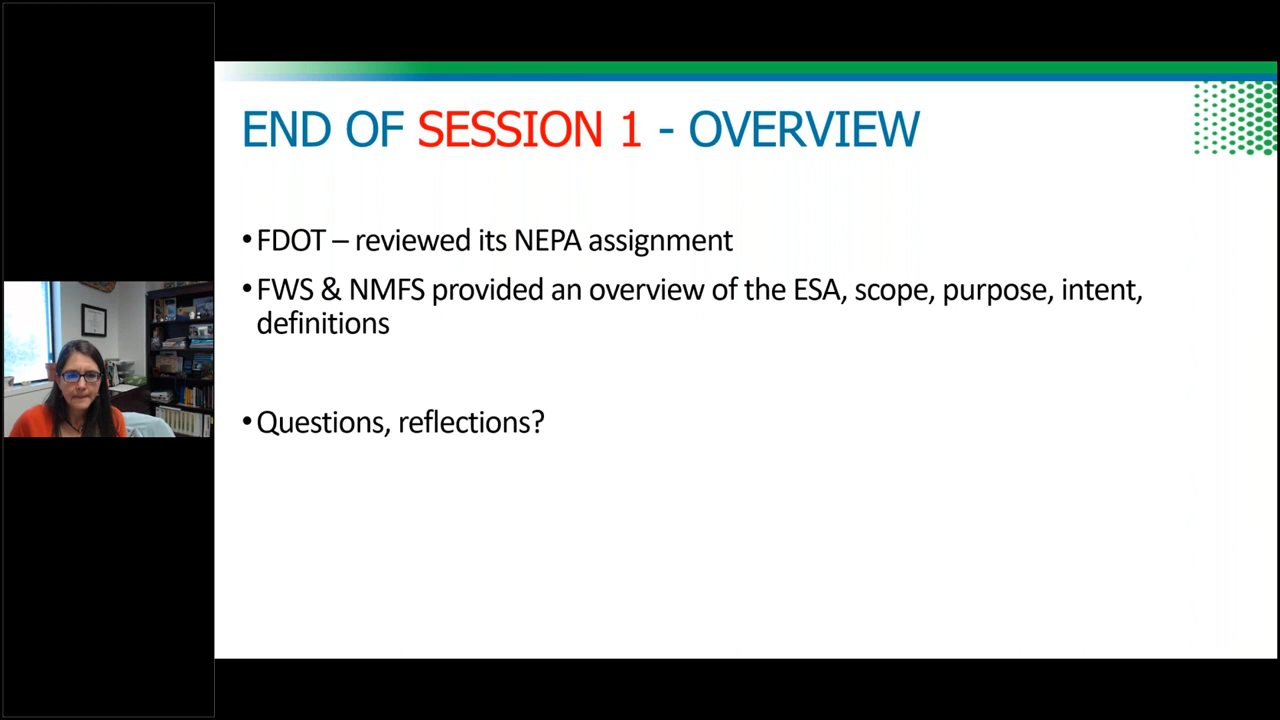 END OF SESSION 1 - OVERVIEW
•FDOT – reviewed its NEPA assignment
•FWS & NMFS provided an overview of the ESA, scope, purpose, intent,
definitions
•Questions, reflections?